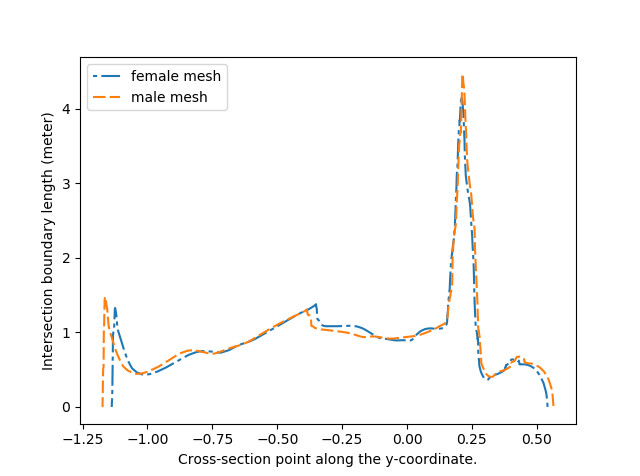 female mesh
male mesh
Intersection boundary length (meter)
4
3
2
1
0
−1.25 −1.00 −0.75 −0.50 −0.25 0.00 0.25 0.50
Cross-section point along the y-coordinate.